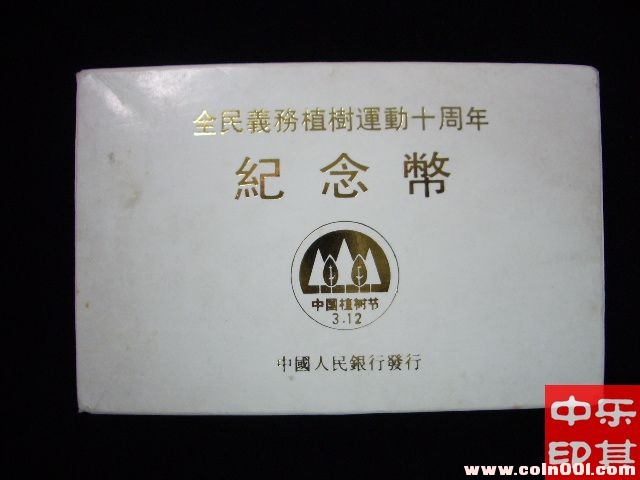 全民義務植樹運動十周年
紀念幣
中国植树节
3.12
中國人民銀行發行
中乐
印其
www.coin001.com